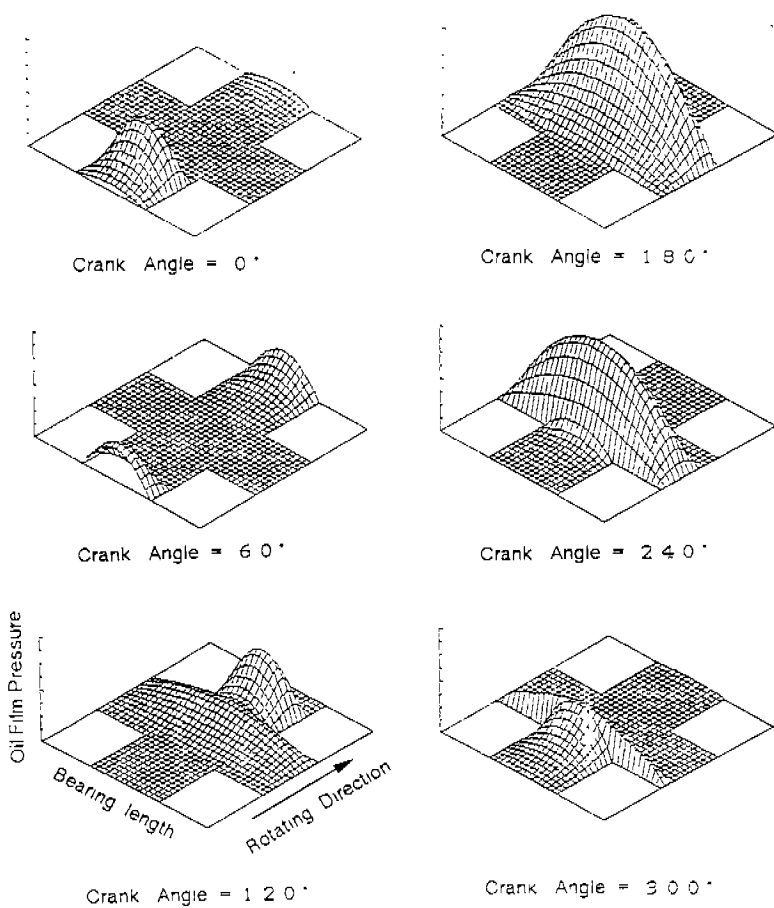 Crank Angle = 0°
Crank Angle = 180°
Crank Angle = 60°
Crank Angle = 240°
Oil Film Pressure
Bearing length
Rotating Direction
Crank Angle = 120°
Crank Angle = 300°